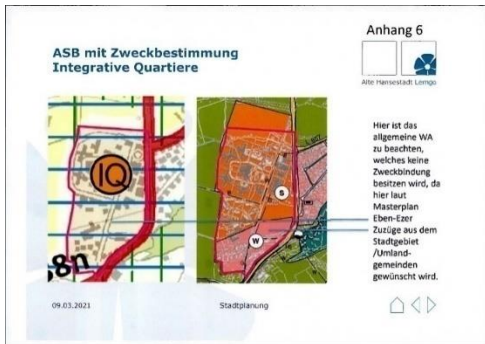 Anhang 6
ASB mit Zweckbestimmung
Integrative Quartiere
Alte Hansestadt Lemgo
IQ
8n
S
W
Hier ist das
allgemeine WA
zu beachten,
welches keine
Zweckbindung
besitzen wird, da
hier laut
Masterplan
Eben-Ezer
Zuzüge aus dem
Stadtgebiet
/Umland-
gemeinden
gewünscht wird.
09.03.2021
Stadtplanung